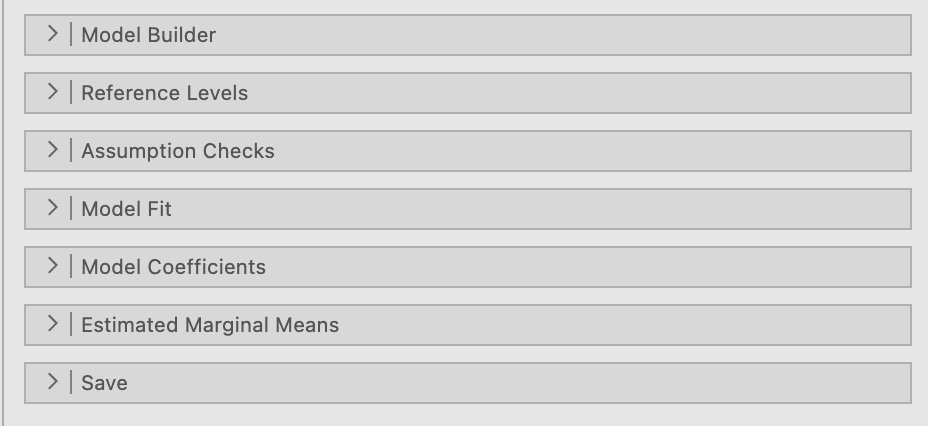 Model Builder
Reference Levels
Assumption Checks
Model Fit
Model Coefficients
Estimated Marginal Means
Save